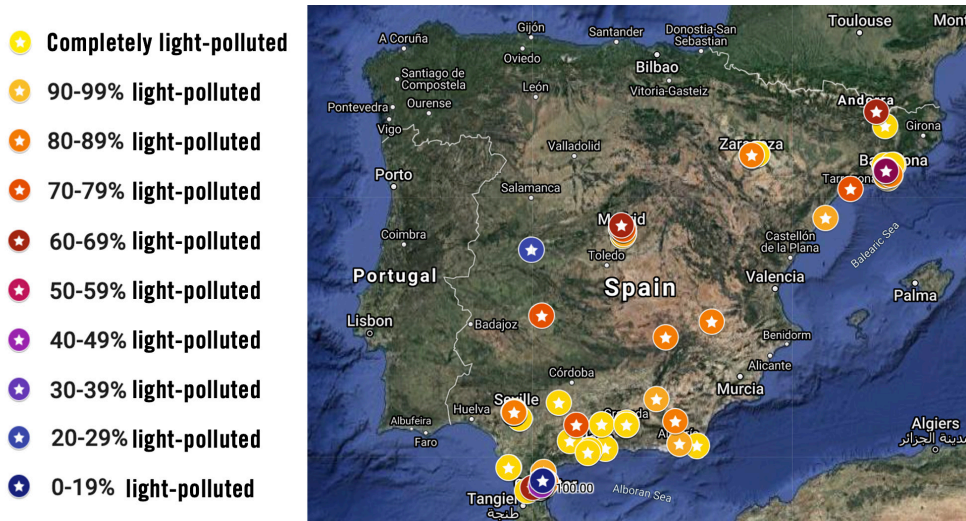 Completely light-polluted
90-99% light-polluted
80-89% light-polluted
70-79% light-polluted
60-69% light-polluted
50-59% light-polluted
40-49% light-polluted
30-39% light-polluted
20-29% light-polluted
0-19% light-polluted
Toulouse
Gijón
Santander
Donostia-San
Sebastian
A Coruña
Oviedo
Bilbao
Santiago de
Compostela
León
Vitoria-Gasteiz
Andorra
Pontevedra
Ourense
Vigo
Girona
Valladolid
Porto
Salamanca
Coimbra
Castellón
de la Plana
Balearic Sea
Toledo
Portugal
Spain
Valencia
Palma
Lisbon
Badajoz
Benidorm
Alicante
Córdoba
Murcia
Seville
Huelva
Albufeira
Faro
Algiers
مدينة الجزائر
Alboran Sea
100.00
طنجة